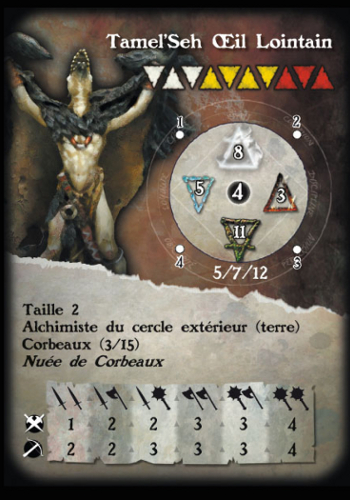 Tamel'Seh Œil Lointain
1 2
8
5 4 3
11
4 3
5/7/12
Taille 2
Alchimiste du cercle extérieur (terre)
Corbeaux (3/15)
Nuée de Corbeaux
1 2 2 3 3 4
2 2 3 3 3 4